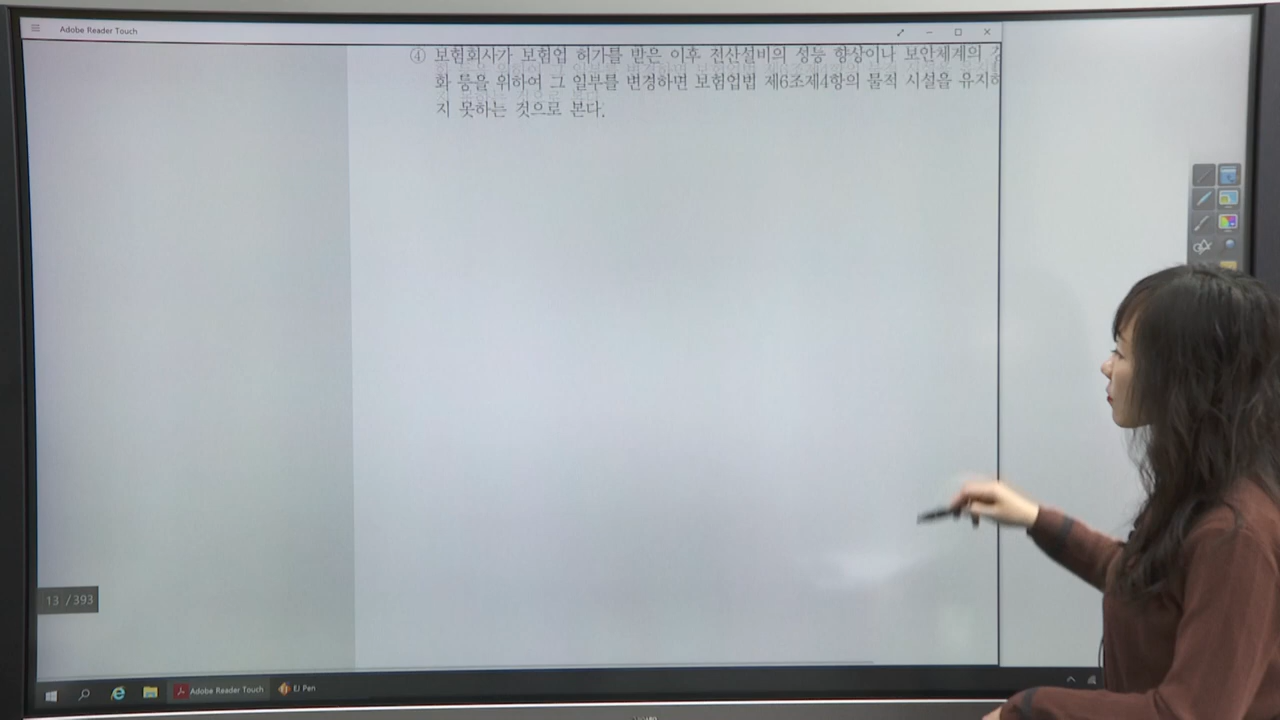 Adobe Reader Touch
④ 보험회사가 보험업 허가를 받은 이후 전산설비의 성능 향상이나 보안체계의
화 등을 위하여 그 일부를 변경하면 보험업법 제6조제4항의 물적 시설을 유지하
지 못하는 것으로 본다.
13 /393
Adobe Reader Touch
EJ Pen